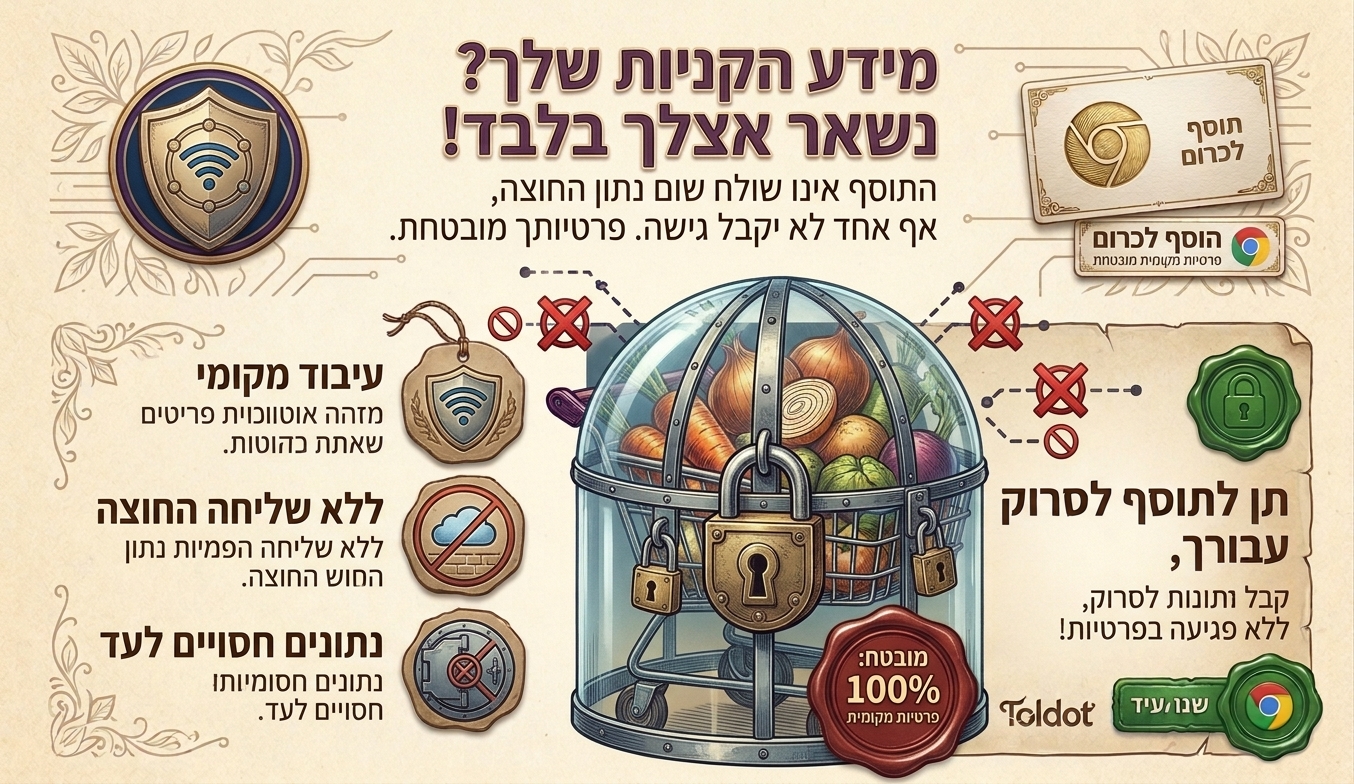 מידע הקניות שלך?
נשאר אצלך בלבד!
התוסף אינו שולח שום נתון החוצה,
אף אחד לא יקבל גישה. פרטיותך מובטחת.
תוסף
לכרום
הוסף לכרום
פרטיות מקומית מובטחת
עיבוד מקומי
מזהה אוטווכוית פריטים
שאתת כהוטות.
ללא שליחה החוצה
ללא שליחה הפמיות נתון
החוש החוצה.
נתונים חסויים לעד
נתונים חסומיות
חסויים לעד.
תן לתוסף לסרוק
עבורך,
קבל ותונות לסרוק,
ללא פגיעה בפרטיות!
מובטח:
100%
פרטיות מקומית
Toldot